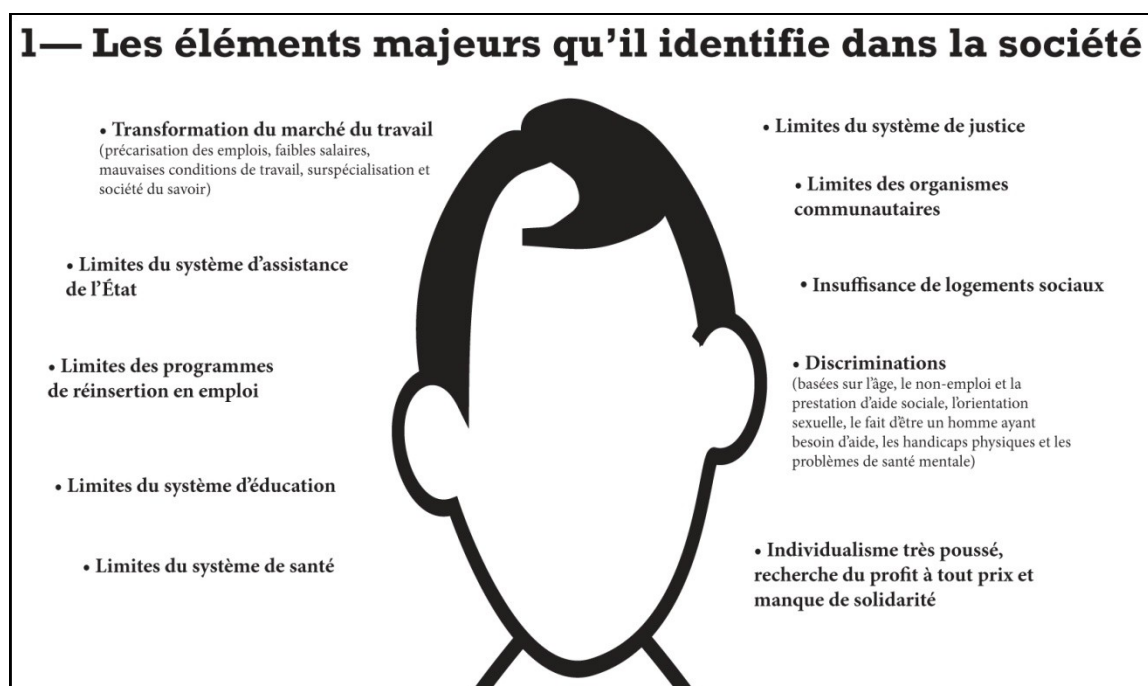 1— Les éléments majeurs qu’il identifie dans la société
• Transformation du marché du travail
(précarisation des emplois, faibles salaires,
mauvaises conditions de travail, surspécialisation et
société du savoir)
• Limites du système d’assistance
de l’État
• Limites des programmes
de réinsertion en emploi
• Limites du système d’éducation
• Limites du système de santé
• Limites du système de justice
• Limites des organismes
communautaires
• Insuffisance de logements sociaux
• Discriminations
(basées sur l’âge, le non-emploi et la
prestation d’aide sociale, l’orientation
sexuelle, le fait d’être un homme ayant
besoin d’aide, les handicaps physiques et les
problèmes de santé mentale)
• Individualisme très poussé,
recherche du profit à tout prix et
manque de solidarité